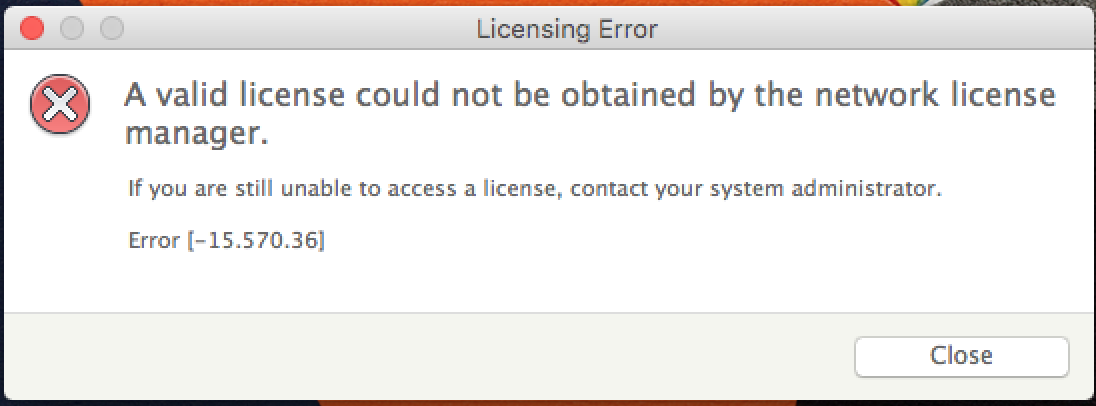 Licensing Error
A valid license could not be obtained by the network license
manager.
If you are still unable to access a license, contact your system administrator.
Error [-15.570.36]
Close